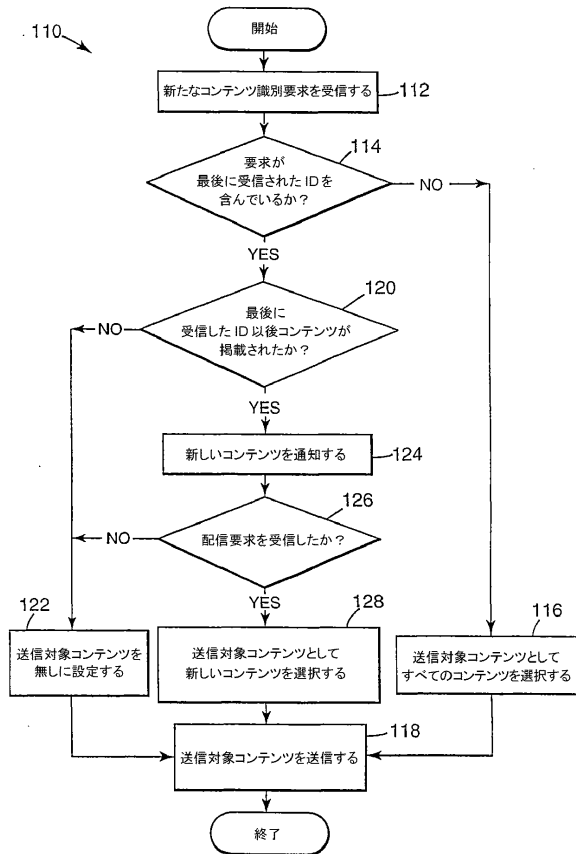 110
開始
新たなコンテンツ識別要求を受信する
112
114
要求が
最後に受信された ID を
含んでいるか？
NO
YES
120
最後に
受信した ID 以後コンテンツが
掲載されたか？
NO
YES
新しいコンテンツを通知する
124
126
配信要求を受信したか？
NO
YES
122
送信対象コンテンツを
無しに設定する
128
送信対象コンテンツとして
新しいコンテンツを選択する
116
送信対象コンテンツとして
すべてのコンテンツを選択する
118
送信対象コンテンツを送信する
終了